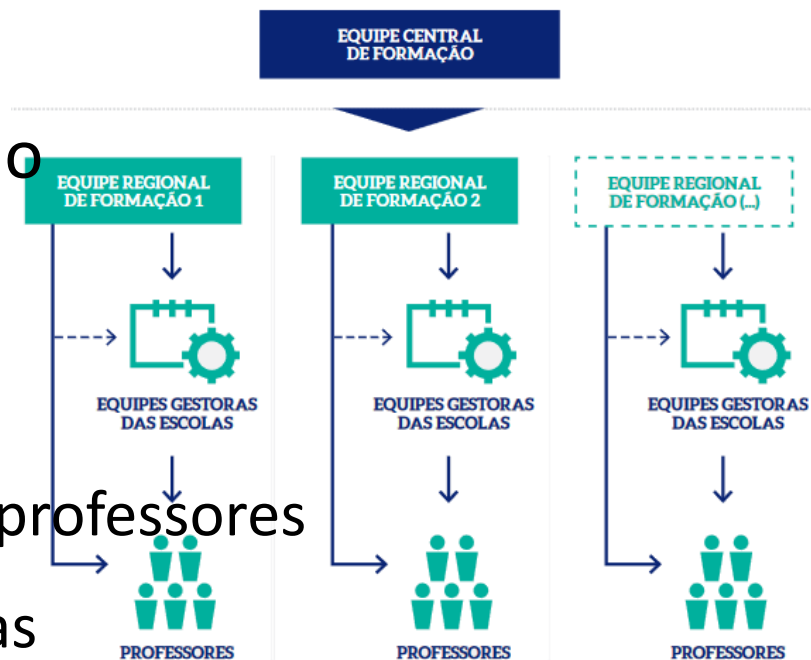 EQUIPE CENTRAL
DE FORMAÇÃO
o
EQUIPE REGIONAL
DE FORMAÇÃO 1
EQUIPE REGIONAL
DE FORMAÇÃO 2
EQUIPE REGIONAL
DE FORMAÇÃO (...)
EQUIPES GESTORAS
DAS ESCOLAS
EQUIPES GESTORAS
DAS ESCOLAS
EQUIPES GESTORAS
DAS ESCOLAS
professores
as
PROFESSORES
PROFESSORES
PROFESSORES